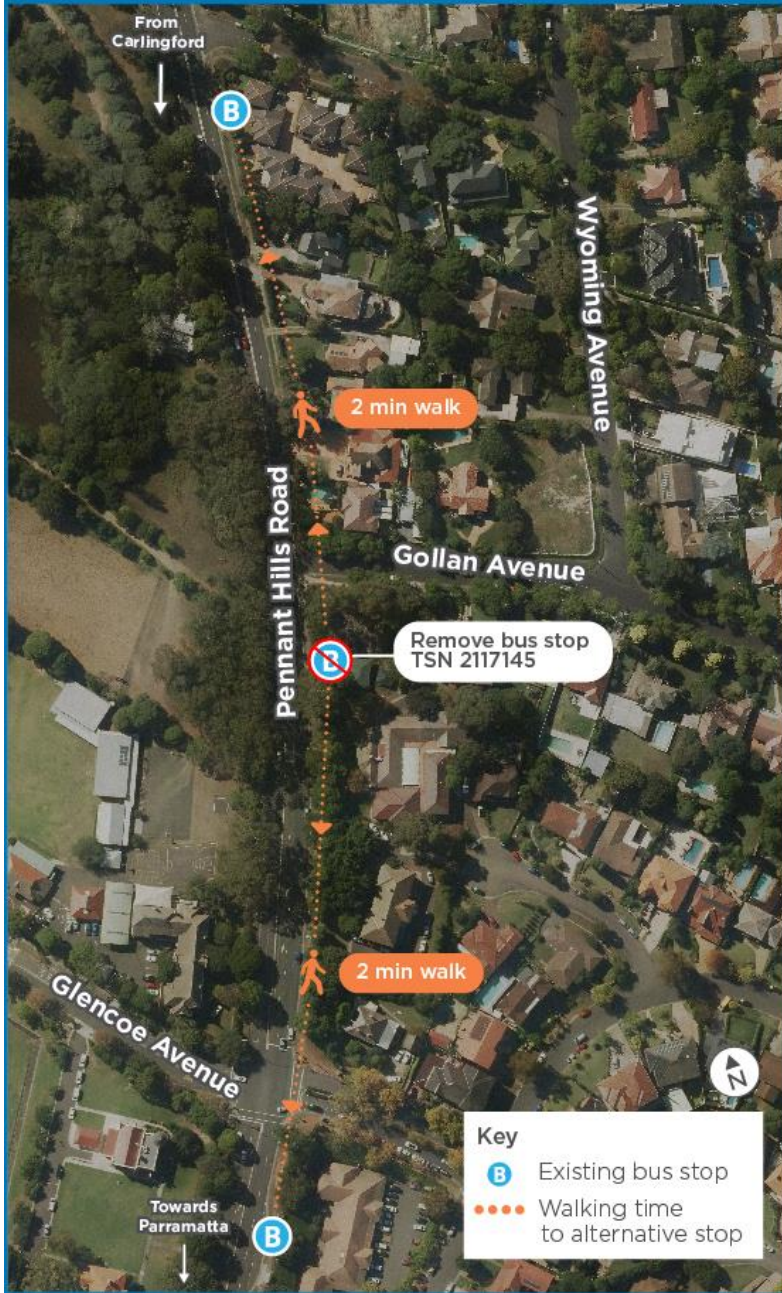 From
Carlingford
B
Wyoming Avenue
2 min walk
Pennant Hills Road
Gollan Avenue
B
Remove bus stop
TSN 2117145
2 min walk
Glencoe Avenue
N
Towards
Parramatta
B
Key
B Existing bus stop
Walking time
to alternative stop